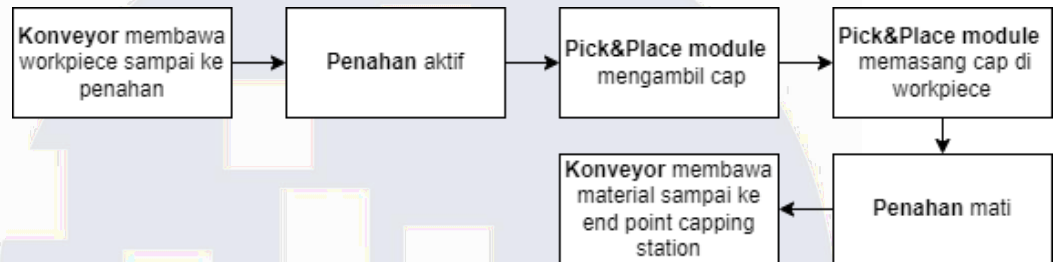 Konveyor membawa
workpiece sampai ke
penahan
Penahan aktif
Pick&Place module
mengambil cap
Pick&Place module
memasang cap di
workpiece
Penahan mati
Konveyor membawa
material sampai ke
end point capping
station